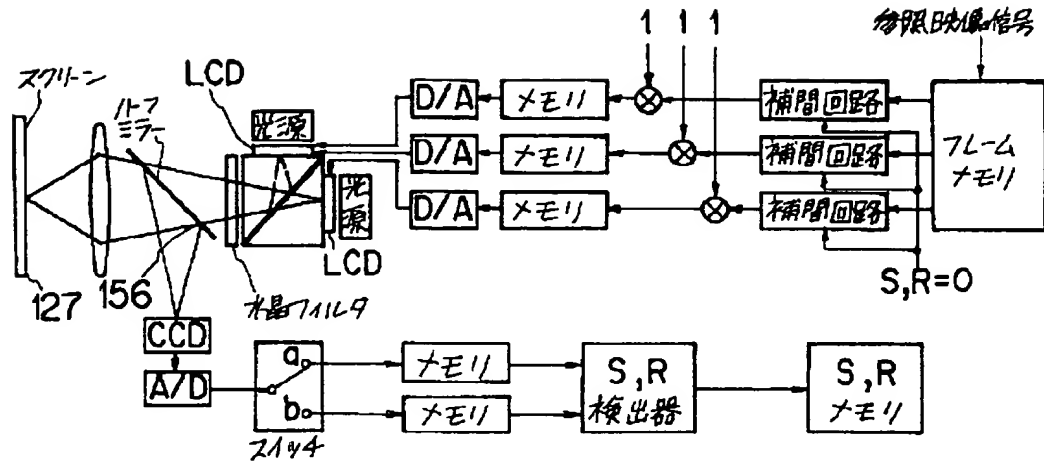 1 1 1
参照映像信号
スクリーン
LCD
ハーフ
ミラー
光源
D/A
メモリ
補間回路
D/A
メモリ
補間回路
フレーム
メモリ
光
源
D/A
メモリ
補間回路
LCD
S,R=0
127
156
水晶フィルタ
CCD
A/D
a
b
スイッチ
メモリ
メモリ
S,R
検出器
S,R
メモリ